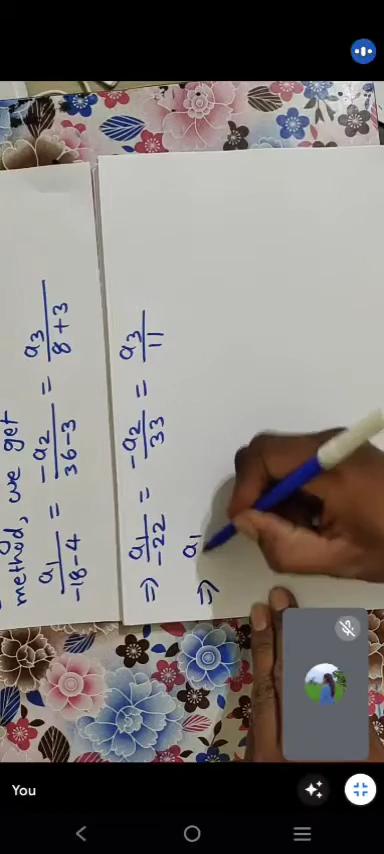 method, we get
a₁/-18-4 = -a₂/36-3 = a₃/8+3
⇒ a₁/-22 = -a₂/33 = a₃/11
⇒ a₁
You